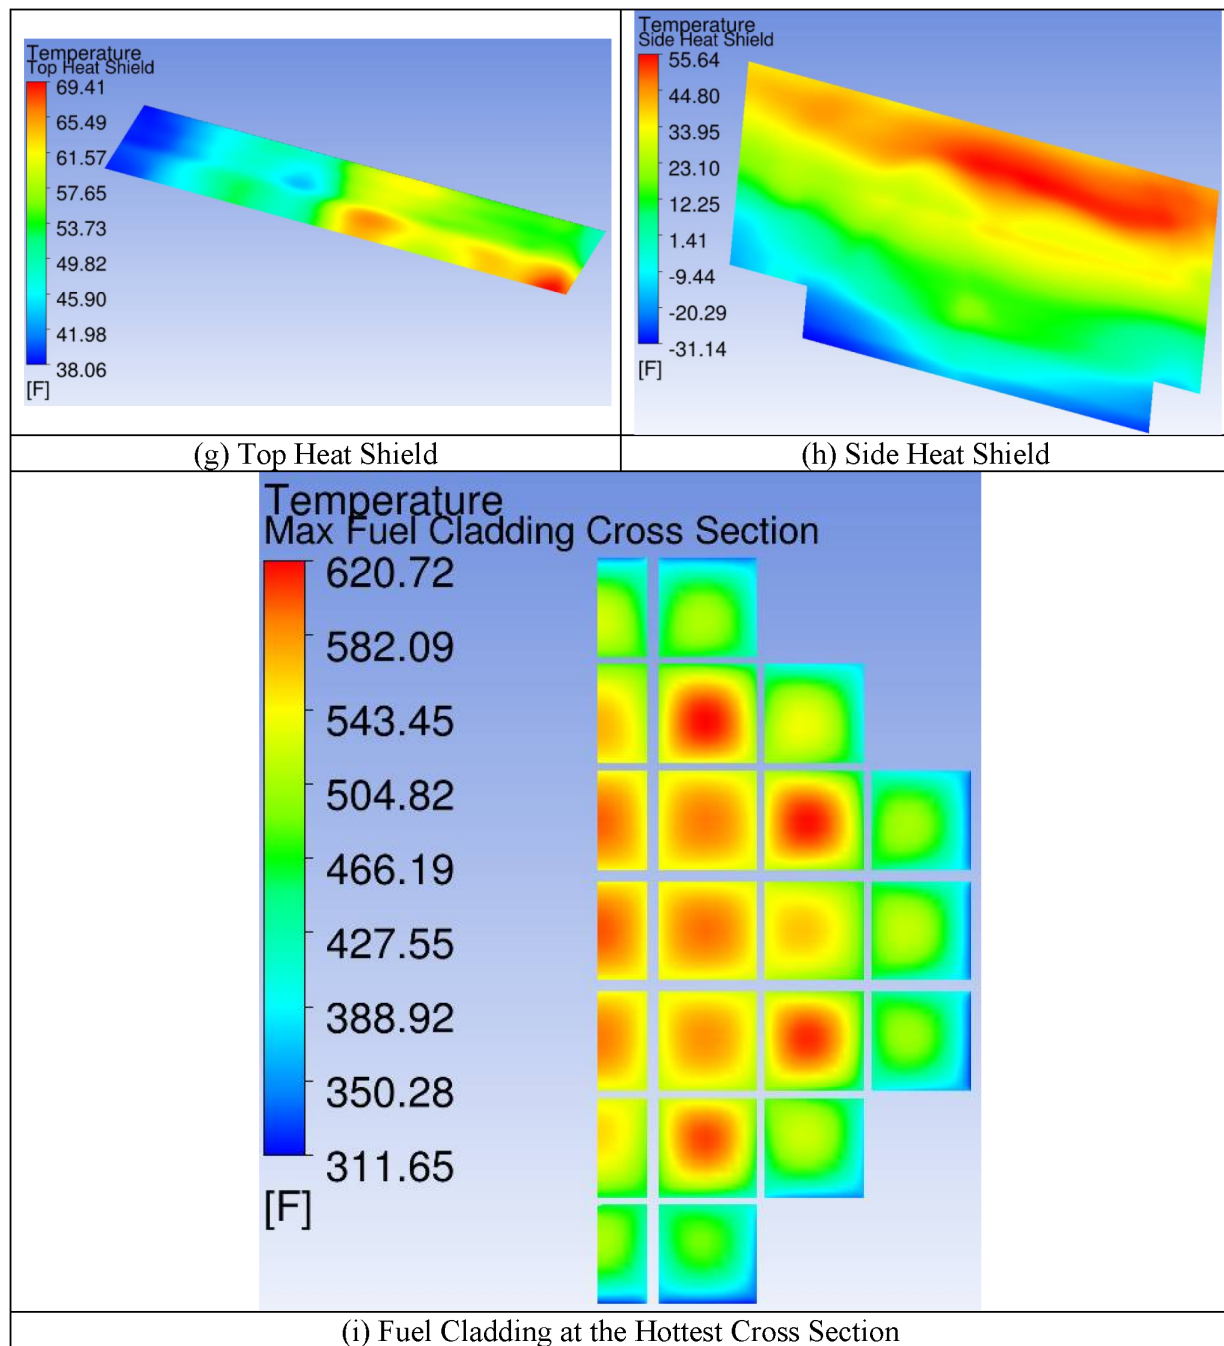 Temperature
Top Heat Shield
69.41
65.49
61.57
57.65
53.73
49.82
45.90
41.98
38.06
[F]
Temperature
Side Heat Shield
55.64
44.80
33.95
23.10
12.25
1.41
-9.44
-20.29
-31.14
[F]
(g) Top Heat Shield
(h) Side Heat Shield
Temperature
Max Fuel Cladding Cross Section
620.72
582.09
543.45
504.82
466.19
427.55
388.92
350.28
311.65
[F]
(i) Fuel Cladding at the Hottest Cross Section